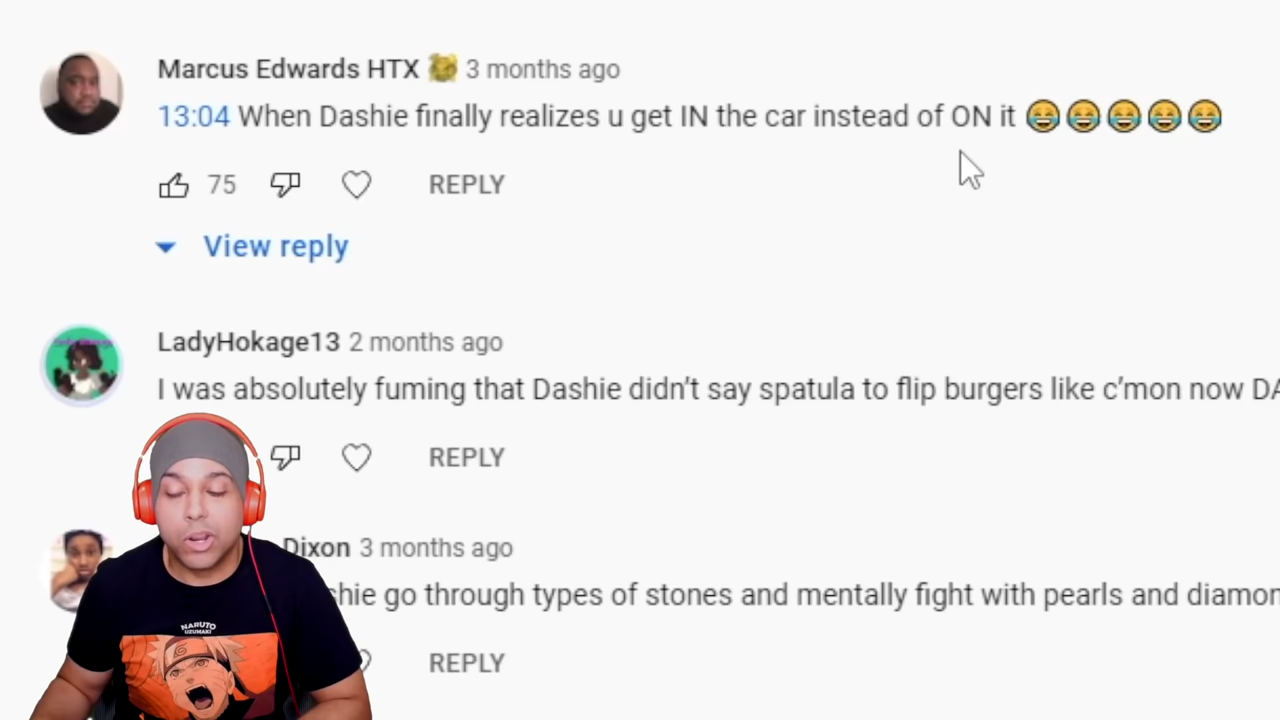 Marcus Edwards HTX 3 months ago
13:04 When Dashie finally realizes u get IN the car instead of ON it 😂😂😂😂😂
75 REPLY
View reply
LadyHokage13 2 months ago
I was absolutely fuming that Dashie didn't say spatula to flip burgers like c'mon now
REPLY
Dixon 3 months ago
go through types of stones and mentally fight with pearls and
REPLY
NARUTO
UZUMAKI